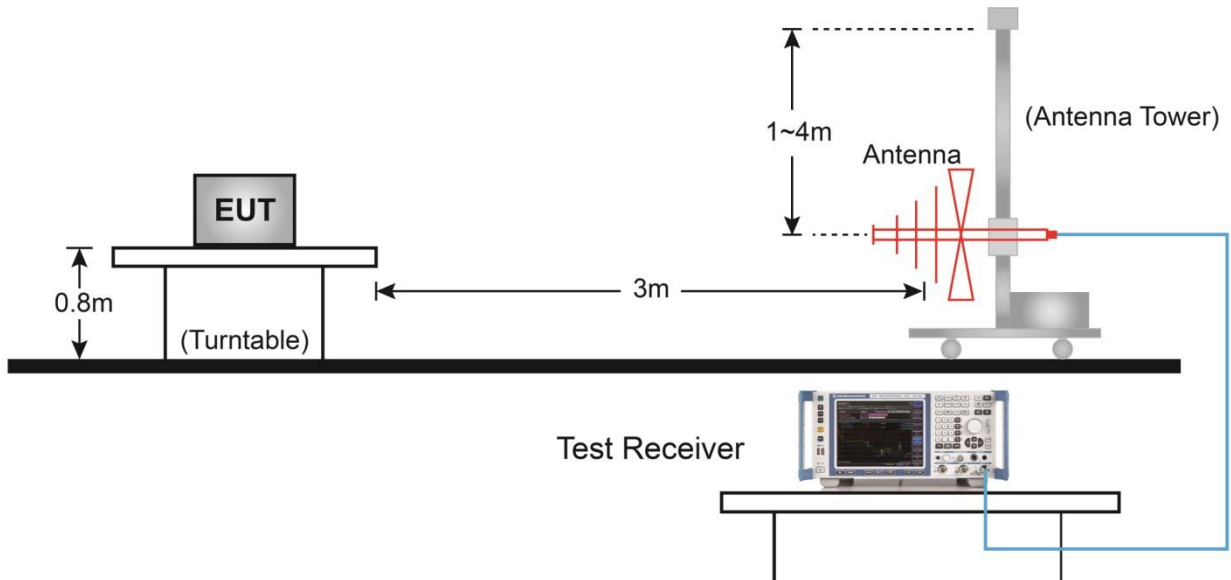 1~4m
(Antenna Tower)
Antenna
EUT
3m
0.8m
(Turntable)
Test Receiver